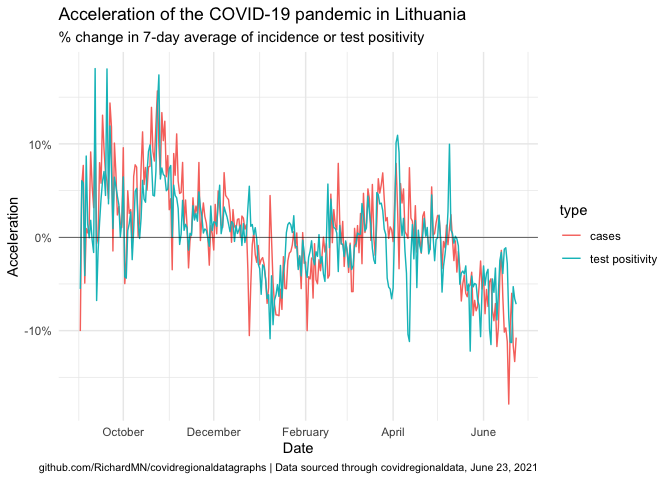 Acceleration of the COVID-19 pandemic in Lithuania
% change in 7-day average of incidence or test positivity
Acceleration
10%
0%
-10%
October December February April June
Date
type
cases
test positivity
github.com/RichardMN/covidregionaldatagraphs | Data sourced through covidregionaldata, June 23, 2021